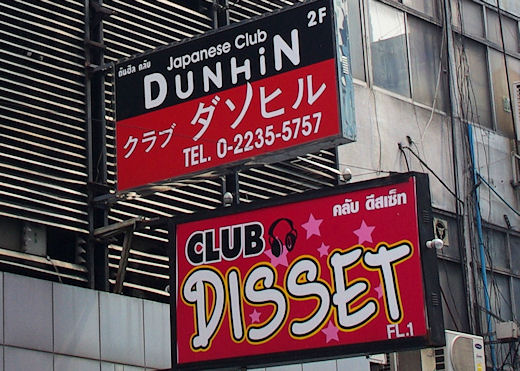 2F
ดันฮิล คลับ
Japanese Club
DUNHiN
クラブ ダソヒル
TEL. 0-2235-5757
คลับ ดีสเซ็ท
CLUB
DISSET
FL.1